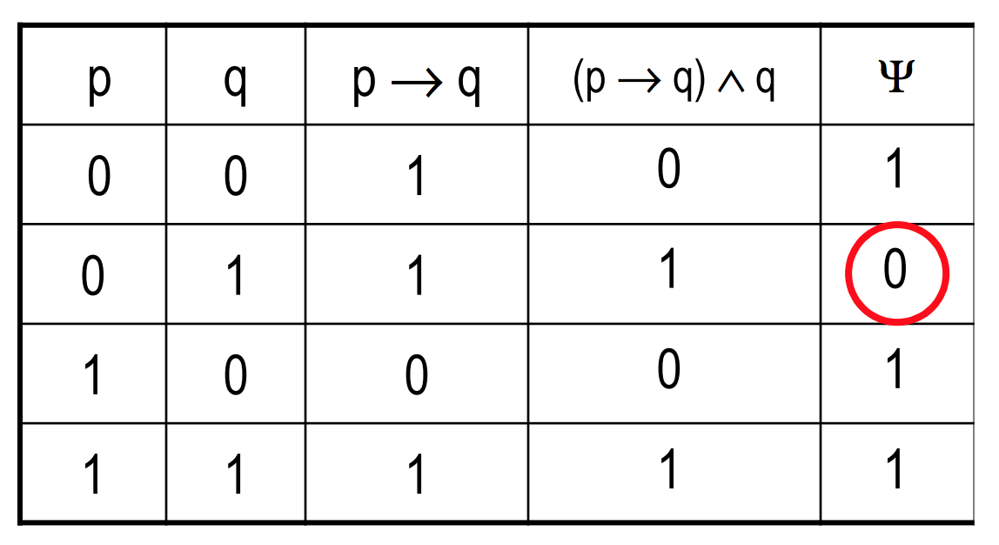 p q p → q (p → q) ∧ q Ψ
0 0 1 0 1
0 1 1 1 0
1 0 0 0 1
1 1 1 1 1